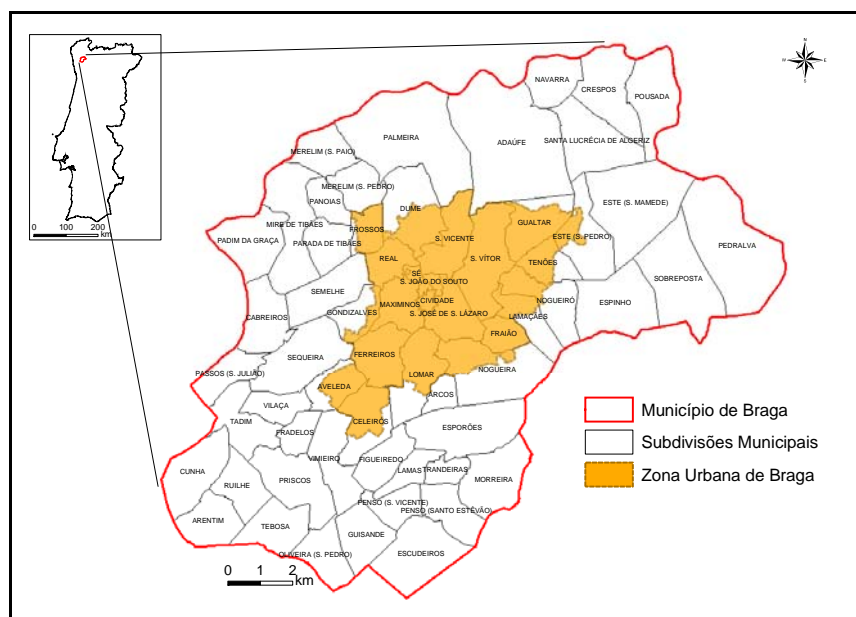 N
W
E
S
NAVARRA
CRESPOS
POUSADA
PALMEIRA
ADAÚFE
SANTA LUCRÉCIA DE ALGERIZ
MERELIM (S. PAIO)
MERELIM (S. PEDRO)
PANOIAS
DUME
ESTE (S. MAMEDE)
0 100 200
km
MIRE DE TIBÃES
FROSSOS
GUALTAR
PADIM DA GRAÇA
PARADA DE TIBÃES
S. VICENTE
ESTE (S. PEDRO)
PEDRALVA
REAL
S. VÍTOR
TENÕES
SÉ
S. JOÃO DO SOUTO
SOBREPOSTA
SEMELHE
NOGUEIRÓ
ESPINHO
MAXIMINOS
CIVIDADE
CABREIROS
GONDIZALVES
S. JOSÉ DE S. LÁZARO
LAMAÇÃES
FRAIÃO
SEQUEIRA
FERREIROS
PASSOS (S. JULIÃO)
LOMAR
NOGUEIRA
AVELEDA
ARCOS
VILAÇA
TADIM
CELEIRÓS
ESPORÕES
FRADELOS
VIMIEIRO
FIGUEIREDO
CUNHA
LAMAS
TRANDEIRAS
RUILHE
PRISCOS
MORREIRA
PENSO (S. VICENTE)
PENSO (SANTO ESTÊVÃO)
ARENTIM
TEBOSA
GUISANDE
OLIVEIRA (S. PEDRO)
ESCUDEIROS
0 1 2
km
Município de Braga
Subdivisões Municipais
Zona Urbana de Braga